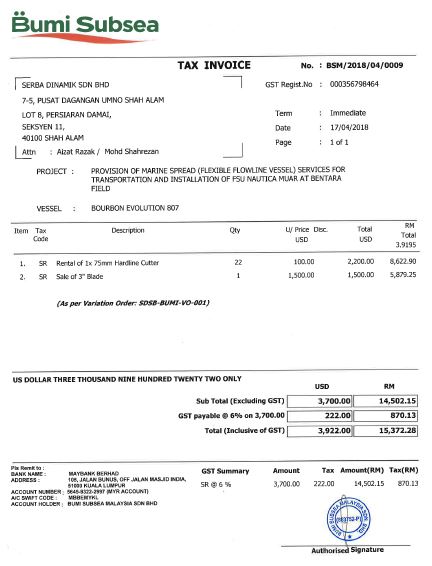 Bumi Subsea
TAX INVOICE
No. : BSM/2018/04/0009
SERBA DINAMIK SDN BHD
GST Regist.No : 000356798464
7-5, PUSAT DAGANGAN UMNO SHAH ALAM
LOT 8, PERSIARAN DAMAI,
Term : Immediate
SEKSYEN 11,
Date : 17/04/2018
40100 SHAH ALAM
Page : 1 of 1
Attn : Aizat Razak / Mohd Shahrezan
PROJECT : PROVISION OF MARINE SPREAD (FLEXIBLE FLOWLINE VESSEL) SERVICES FOR
TRANSPORTATION AND INSTALLATION OF FSU NAUTICA MUAR AT BENTARA
FIELD
VESSEL : BOURBON EVOLUTION 807
Item Tax Code Description Qty U/ Price USD Disc. Total USD RM Total 3.9195
1. SR Rental of 1x 75mm Hardline Cutter 22 100.00 2,200.00 8,622.90
2. SR Sale of 3" Blade 1 1,500.00 1,500.00 5,879.25
(As per Variation Order: SDSB-BUMI-VO-001)
US DOLLAR THREE THOUSAND NINE HUNDRED TWENTY TWO ONLY
USD RM
Sub Total (Excluding GST) 3,700.00 14,502.15
GST payable @ 6% on 3,700.00 222.00 870.13
Total (Inclusive of GST) 3,922.00 15,372.28
Pls Remit to :
BANK NAME : MAYBANK BERHAD
ADDRESS : 108, JALAN BUNUS, OFF JALAN MASJID INDIA,
51000 KUALA LUMPUR
ACCOUNT NUMBER : 5645-8322-2997 (MYR ACCOUNT)
A/C SWIFT CODE : MBBEMYKL
ACCOUNT HOLDER : BUMI SUBSEA MALAYSIA SDN BHD
GST Summary Amount Tax Amount(RM) Tax(RM)
SR @ 6 % 3,700.00 222.00 14,502.15 870.13
BUMI SUBSEA MALAYSIA SDN. BHD.
Authorised Signature